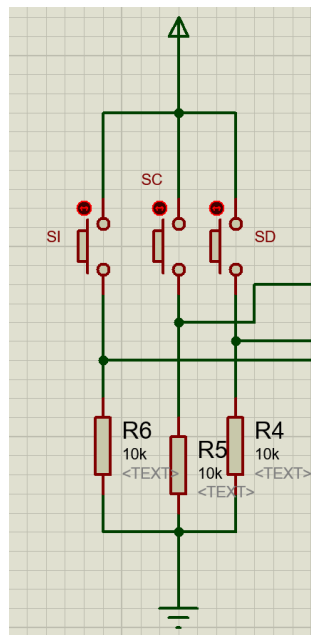 SC
SI
SD
R6
10k
<TEXT>
R5
10k
<TEXT>
R4
10k
<TEXT>